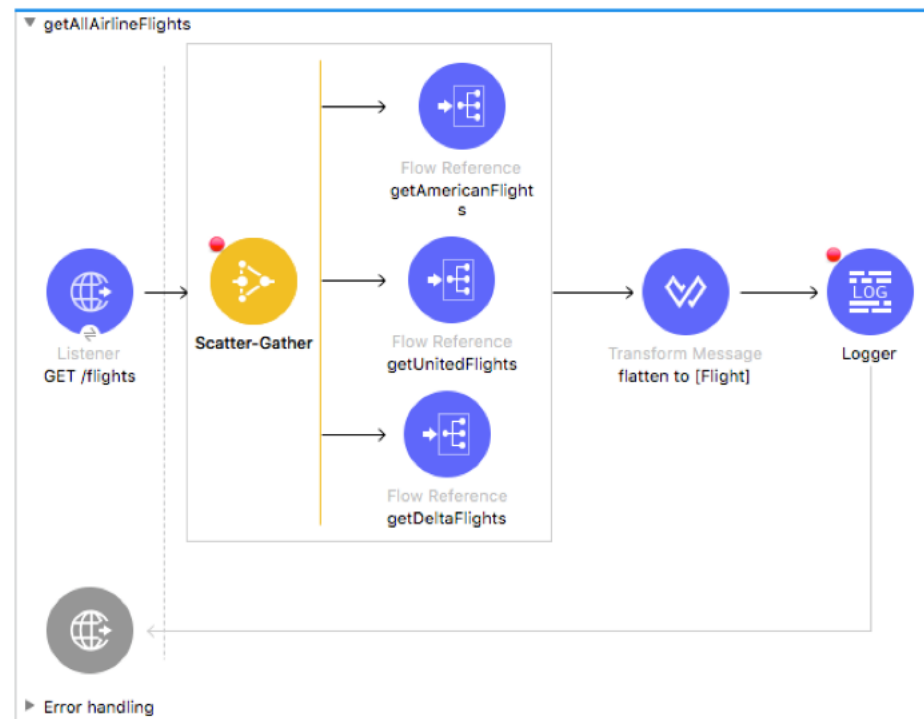 getAllAirlineFlights
Flow Reference
getAmericanFlight
s
Listener
GET /flights
Scatter-Gather
Flow Reference
getUnitedFlights
Transform Message
flatten to [Flight]
LOG
Logger
Flow Reference
getDeltaFlights
Error handling